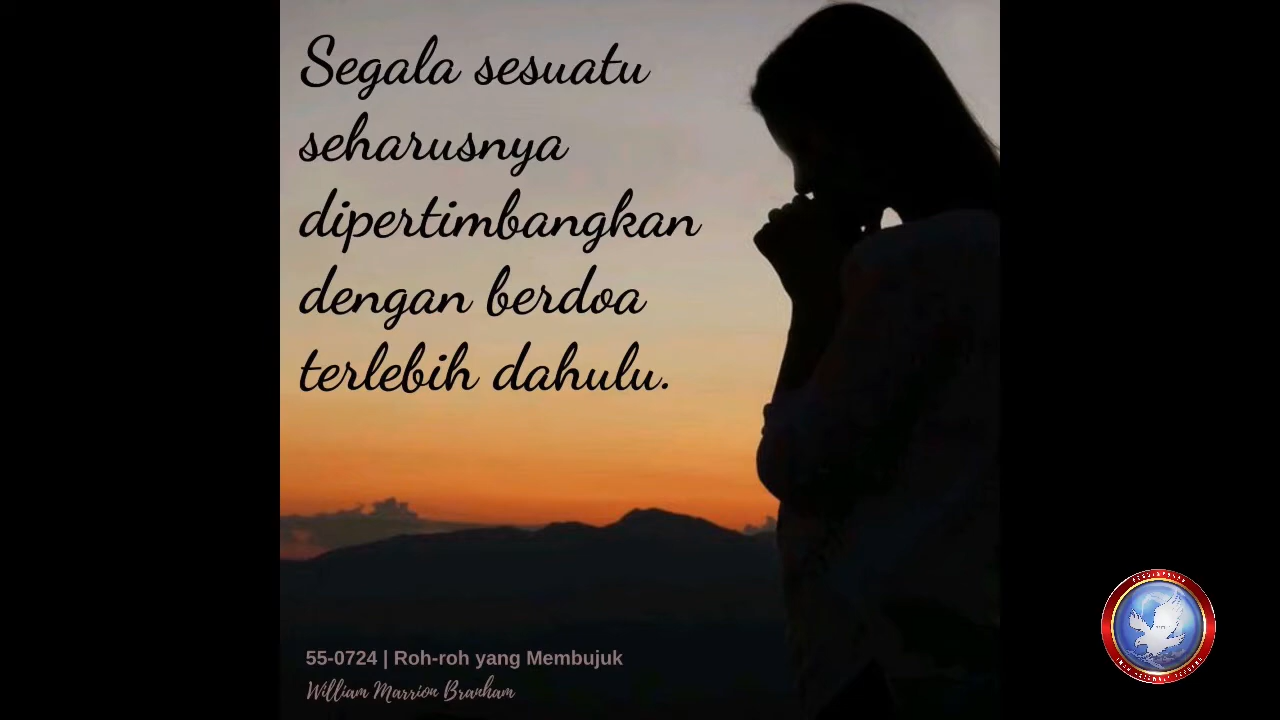 Segala sesuatu
seharusnya
dipertimbangkan
dengan berdoa
terlebih dahulu.
55-0724 | Roh-roh yang Membujuk
William Marrion Branham